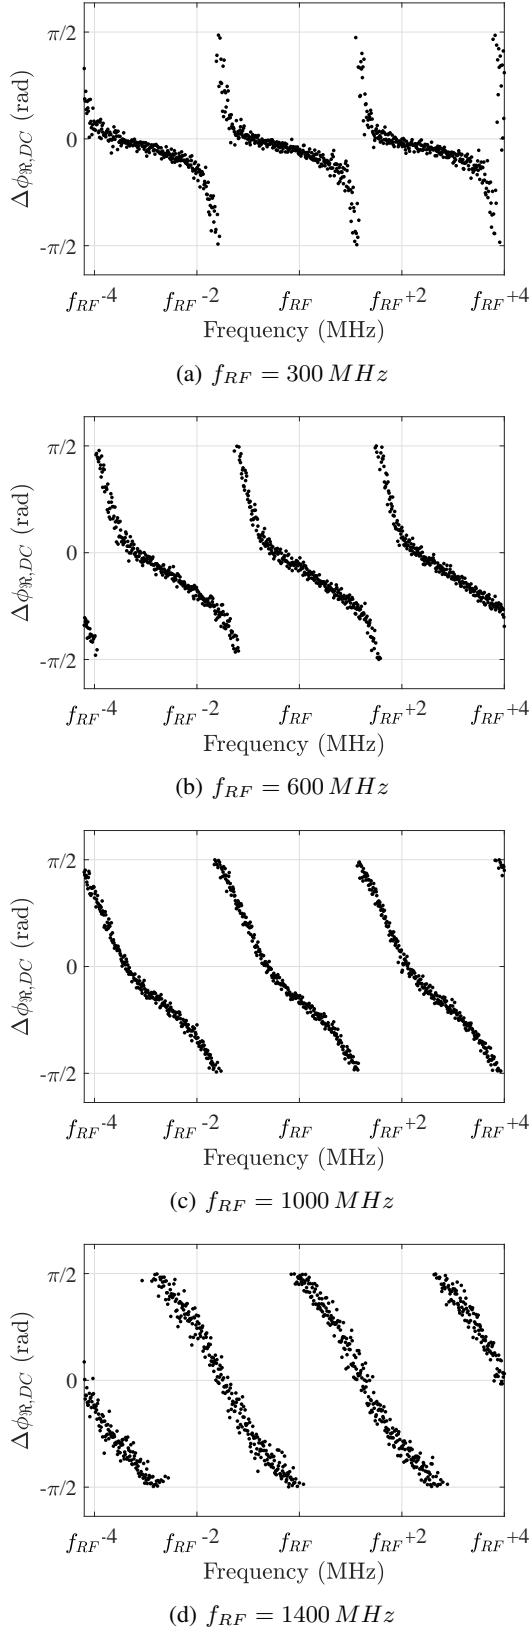 π/2
0
-π/2
Δϕℜ,DC (rad)
fRF-4 fRF-2 fRF fRF+2 fRF+4
Frequency (MHz)
(a) fRF = 300 MHz
π/2
0
-π/2
Δϕℜ,DC (rad)
fRF-4 fRF-2 fRF fRF+2 fRF+4
Frequency (MHz)
(b) fRF = 600 MHz
π/2
0
-π/2
Δϕℜ,DC (rad)
fRF-4 fRF-2 fRF fRF+2 fRF+4
Frequency (MHz)
(c) fRF = 1000 MHz
π/2
0
-π/2
Δϕℜ,DC (rad)
fRF-4 fRF-2 fRF fRF+2 fRF+4
Frequency (MHz)
(d) fRF = 1400 MHz